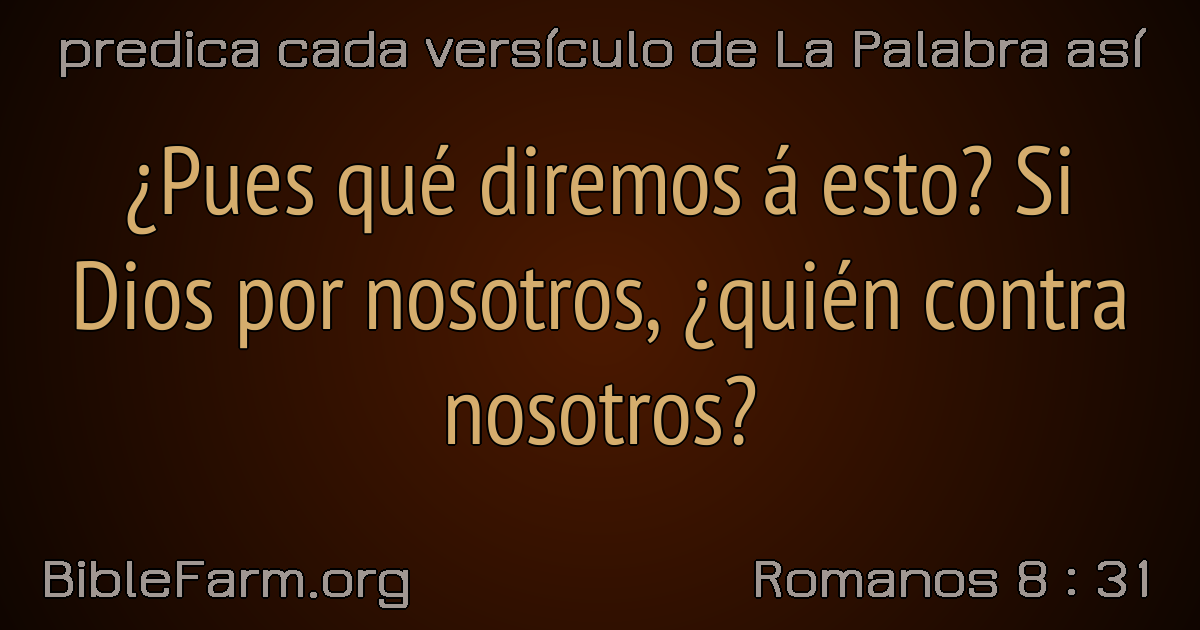 predica cada versículo de La Palabra así
¿Pues qué diremos á esto? Si
Dios por nosotros, ¿quién contra
nosotros?
BibleFarm.org
Romanos 8 : 31